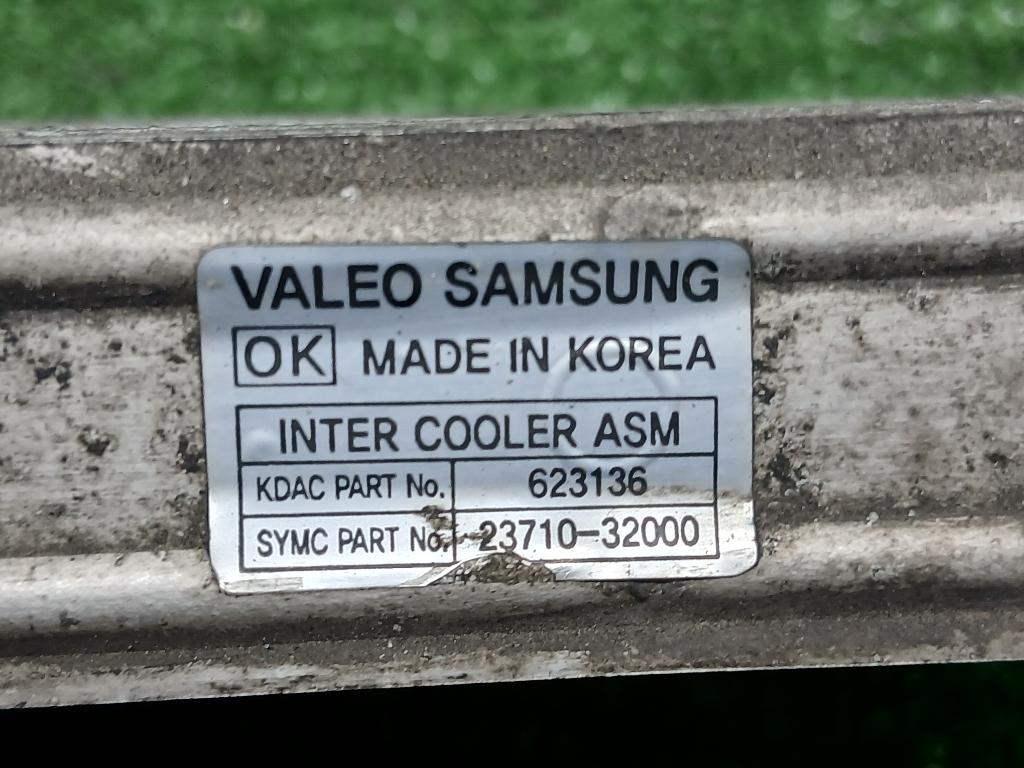 VALEO SAMSUNG
OK MADE IN KOREA
INTER COOLER ASM
KDAC PART No. 623136
SYMC PART No. 23710-32000